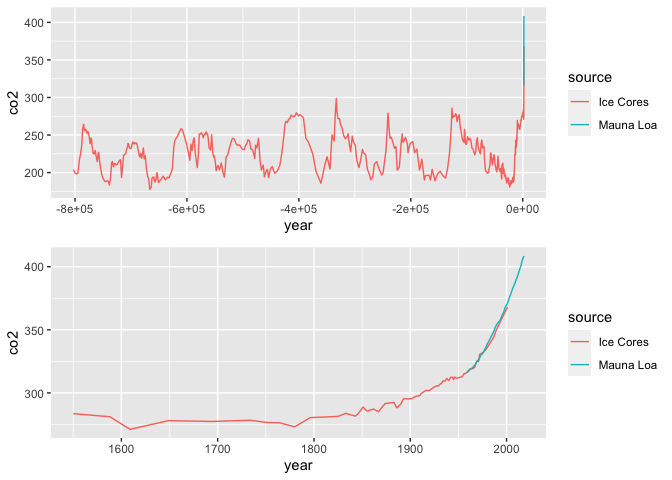 400
350
300
250
200
co2
-8e+05 -6e+05 -4e+05 -2e+05 0e+00
year
source
Ice Cores
Mauna Loa
400
350
300
co2
1600 1700 1800 1900 2000
year
source
Ice Cores
Mauna Loa